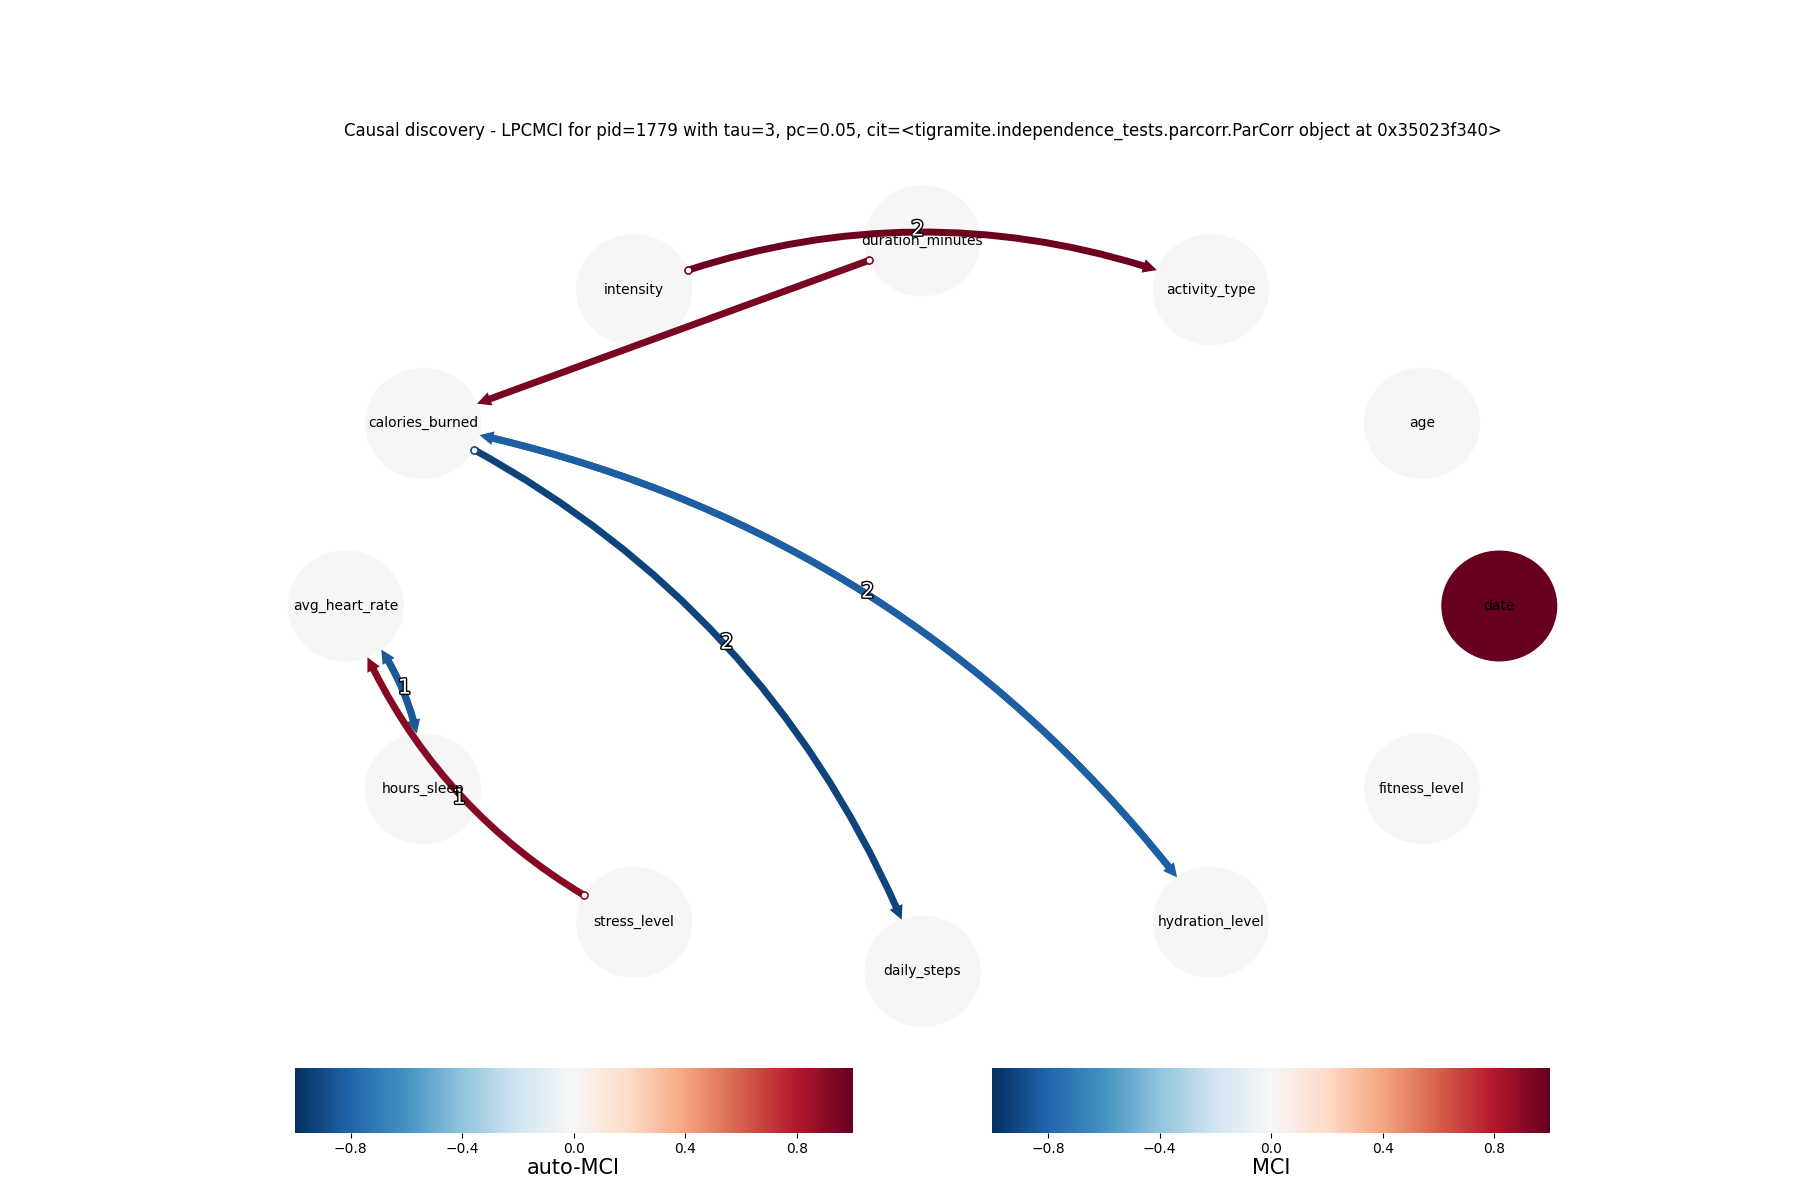 Causal discovery - LPCMCI for pid=1779 with tau=3, pc=0.05, cit=<tigramite.independence_tests.parcorr.ParCorr object at 0x35023f340>
2
duration_minutes
intensity
activity_type
calories_burned
age
2
avg_heart_rate
date
2
1
hours_sleep
1
fitness_level
stress_level
hydration_level
daily_steps
−0.8 −0.4 0.0 0.4 0.8
auto-MCI
−0.8 −0.4 0.0 0.4 0.8
MCI